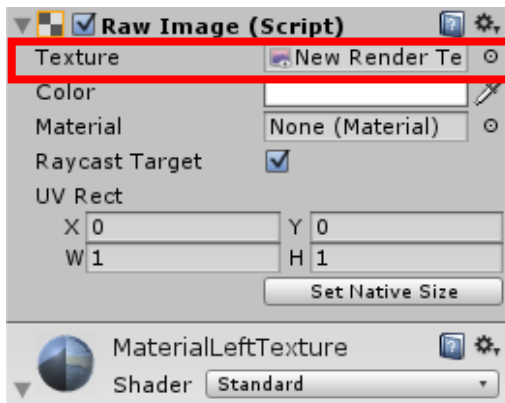 Raw Image (Script)
Texture New Render Te
Color
Material None (Material)
Raycast Target
UV Rect
X 0 Y 0
W 1 H 1
Set Native Size
MaterialLeftTexture
Shader Standard